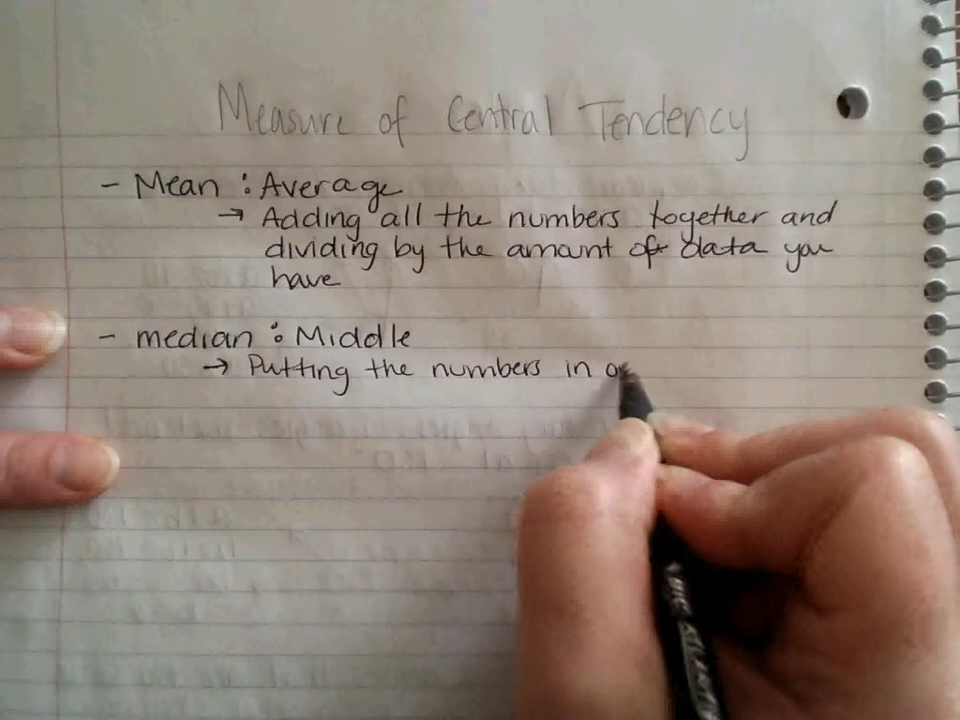 Measure of Central Tendency
- Mean : Average
→ Adding all the numbers together and
dividing by the amount of data you
have
- median : Middle
→ Putting the numbers in o